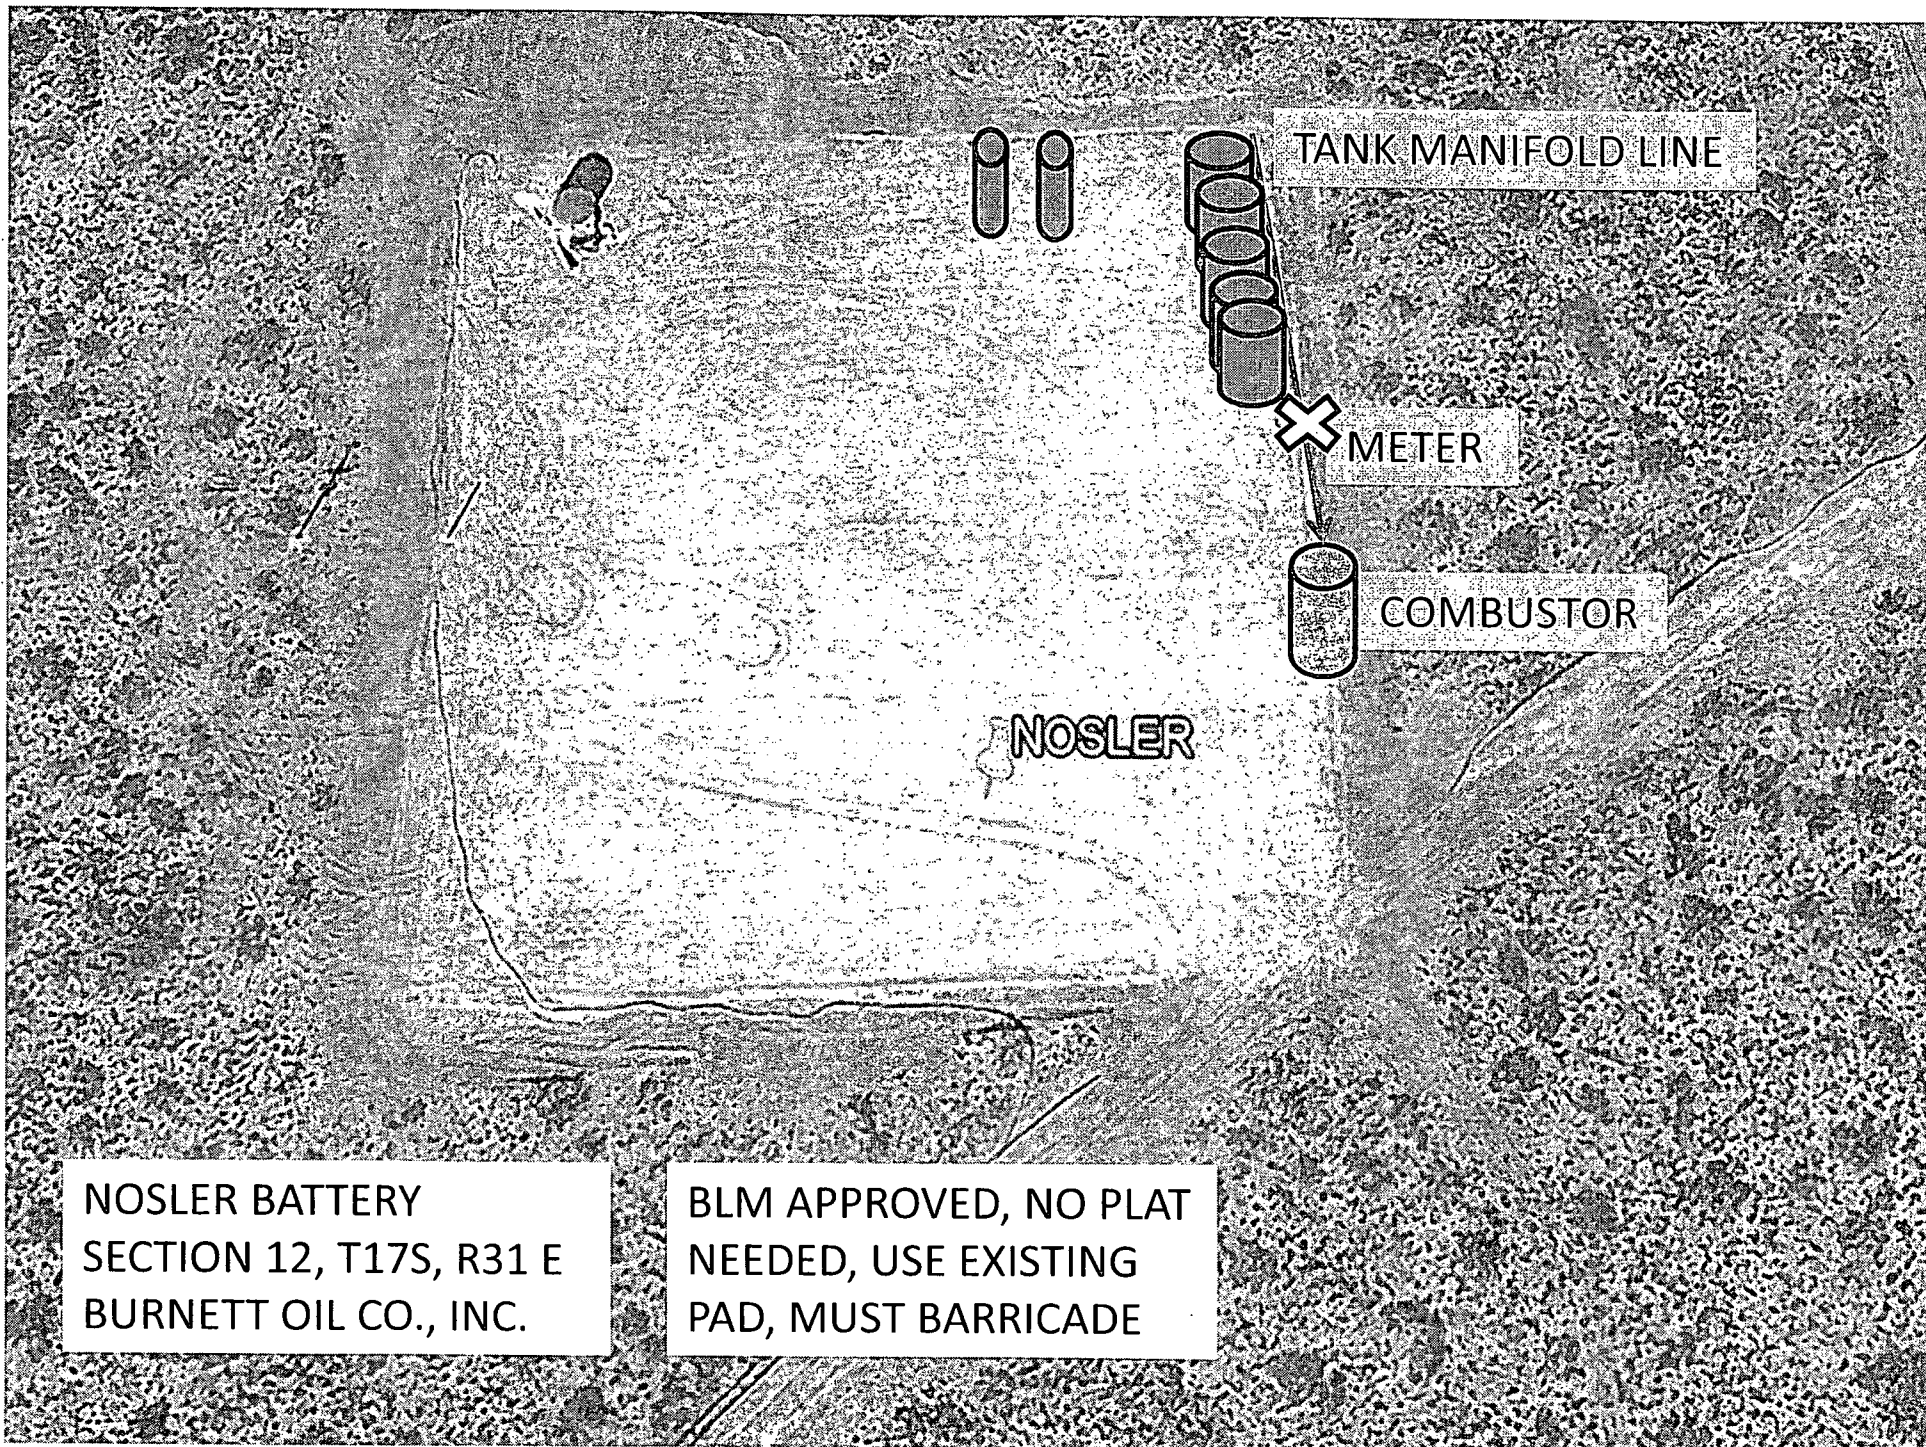 TANK MANIFOLD LINE
METER
COMBUSTOR
NOSLER
NOSLER BATTERY
SECTION 12, T17S, R31 E
BURNETT OIL CO., INC.
BLM APPROVED, NO PLAT
NEEDED, USE EXISTING
PAD, MUST BARRICADE